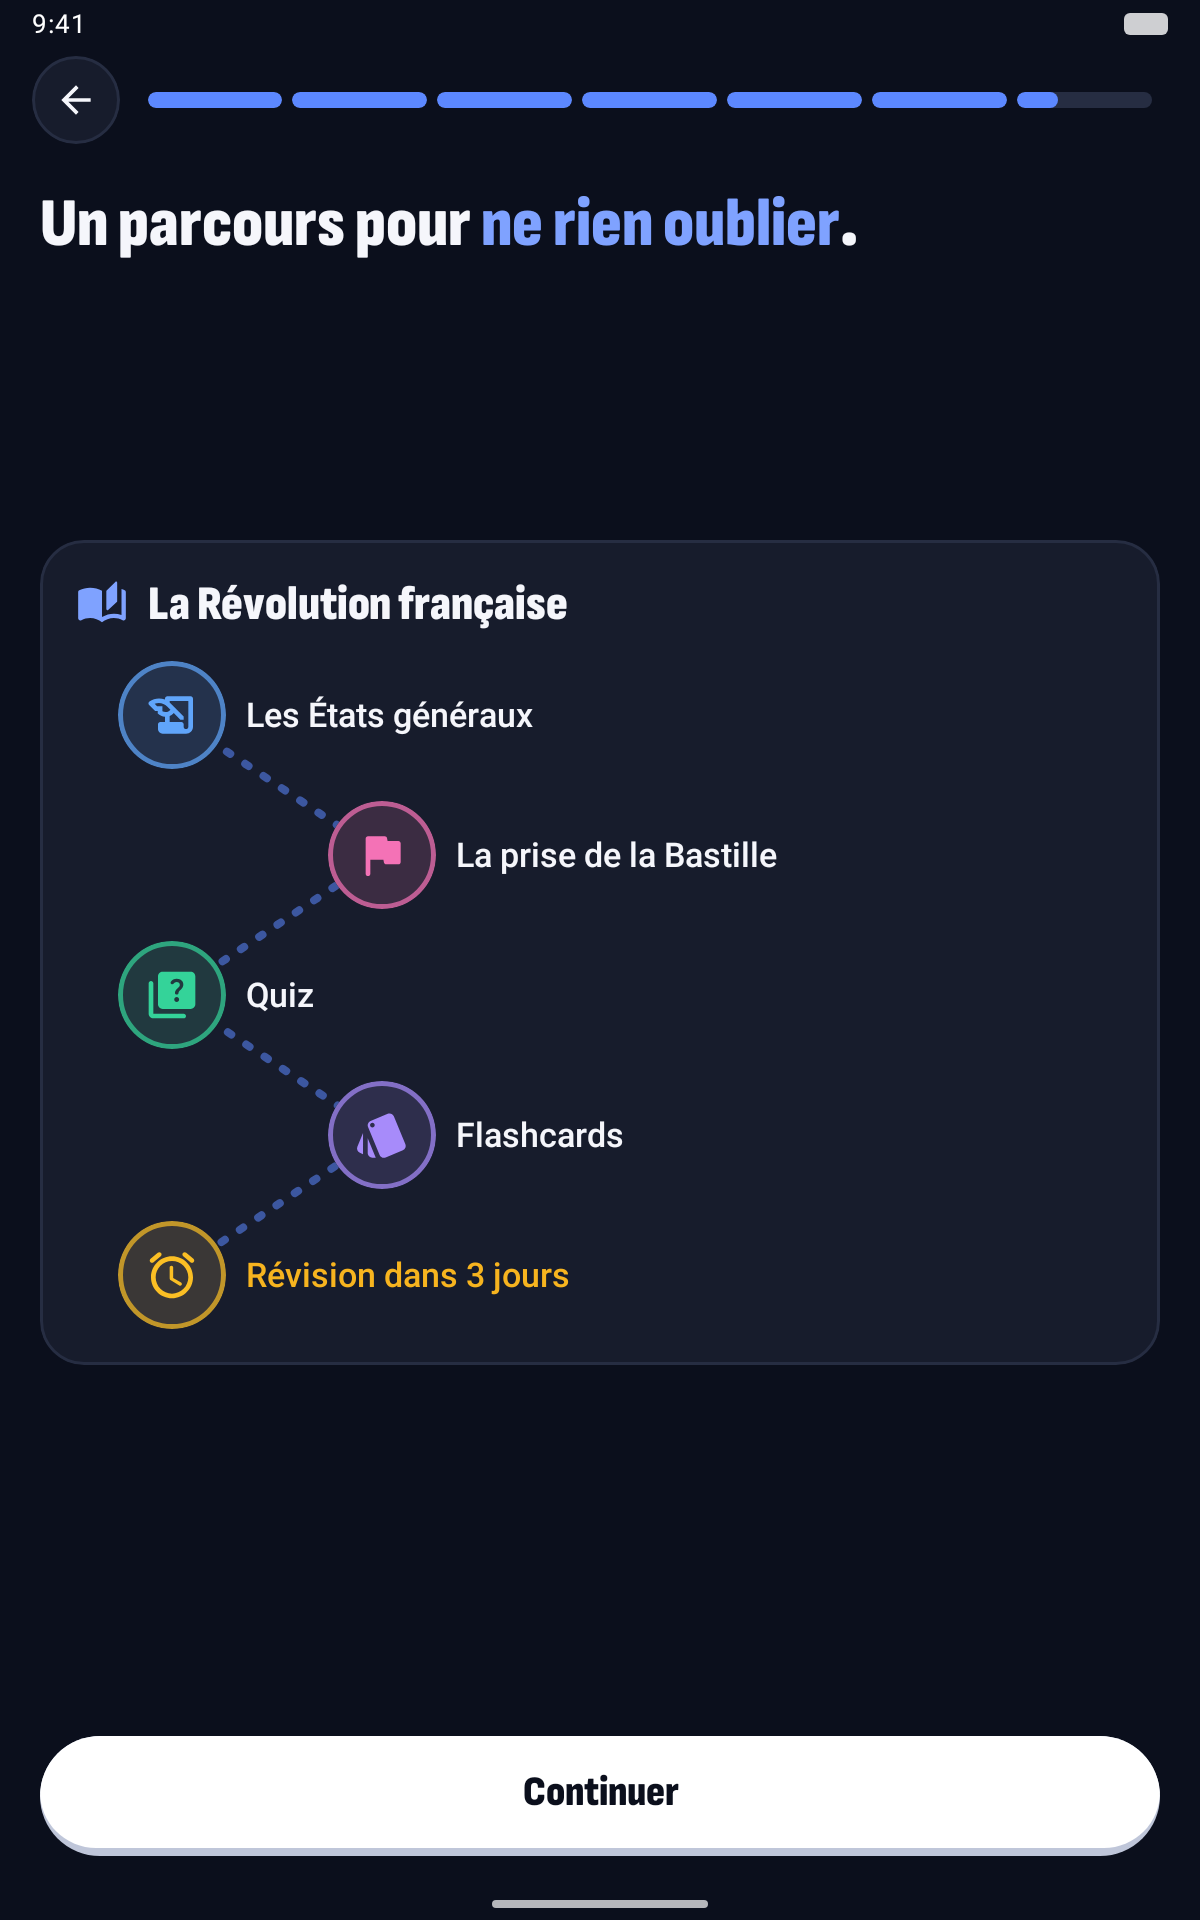 9:41
Un parcours pour ne rien oublier.
La Révolution française
Les États généraux
La prise de la Bastille
Quiz
Flashcards
Révision dans 3 jours
Continuer